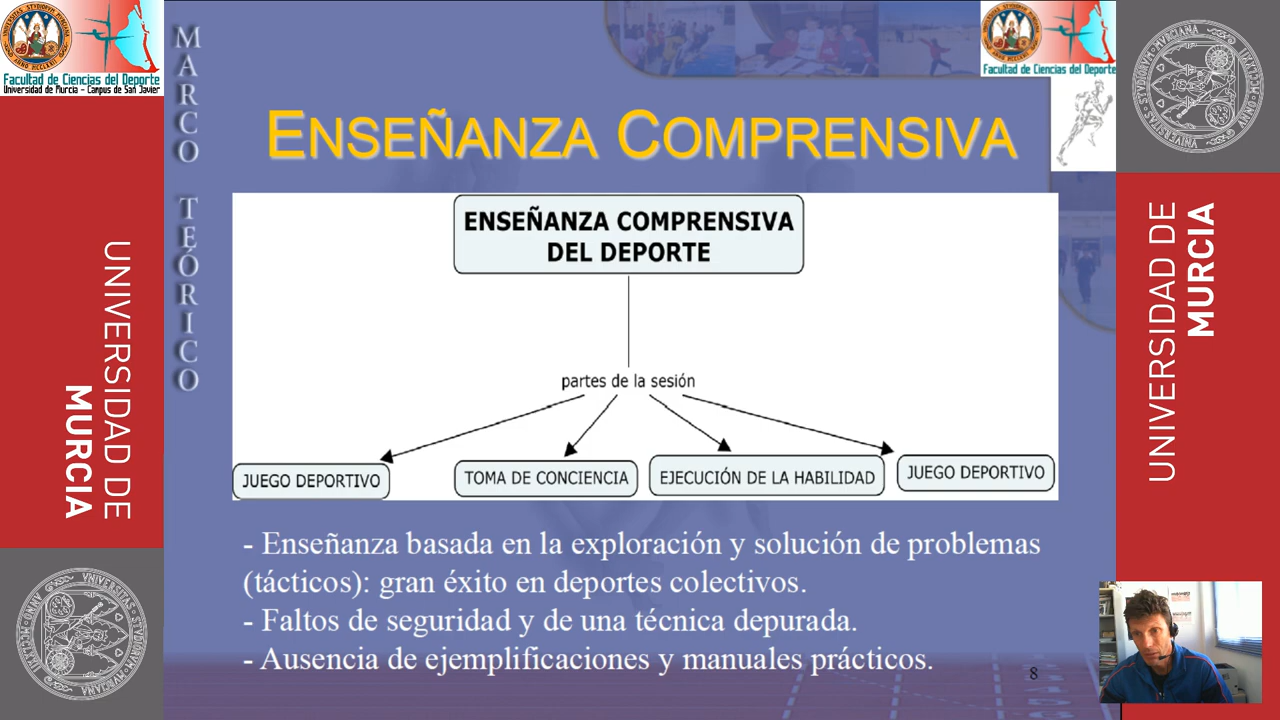 Facultad de Ciencias del Deporte
Universidad de Murcia - Campus de San Javier
Facultad de Ciencias del Deporte
UNIVERSIDAD DE
MURCIA
UNIVERSIDAD DE
MURCIA
MARCO TEÓRICO
ENSEÑANZA COMPRENSIVA
ENSEÑANZA COMPRENSIVA
DEL DEPORTE
partes de la sesión
JUEGO DEPORTIVO
TOMA DE CONCIENCIA
EJECUCIÓN DE LA HABILIDAD
JUEGO DEPORTIVO
- Enseñanza basada en la exploración y solución de problemas
(tácticos): gran éxito en deportes colectivos.
- Faltos de seguridad y de una técnica depurada.
- Ausencia de ejemplificaciones y manuales prácticos.
8